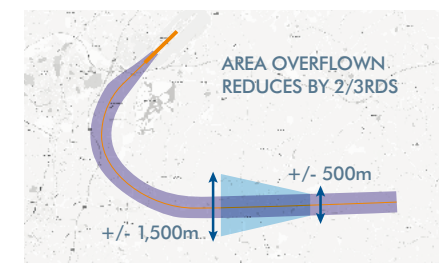 AREA OVERFLOWN
REDUCES BY 2/3RDS
+/- 500m
+/- 1,500m